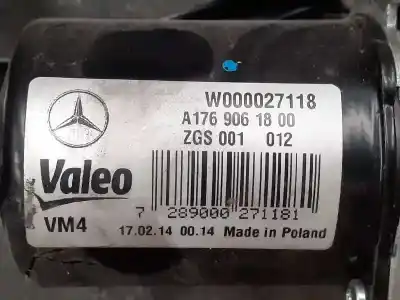 W000027118
A176 906 18 00
ZGS 001 012
Valeo
VM4
7 289000 271181
17.02.14 00.14 Made in Poland